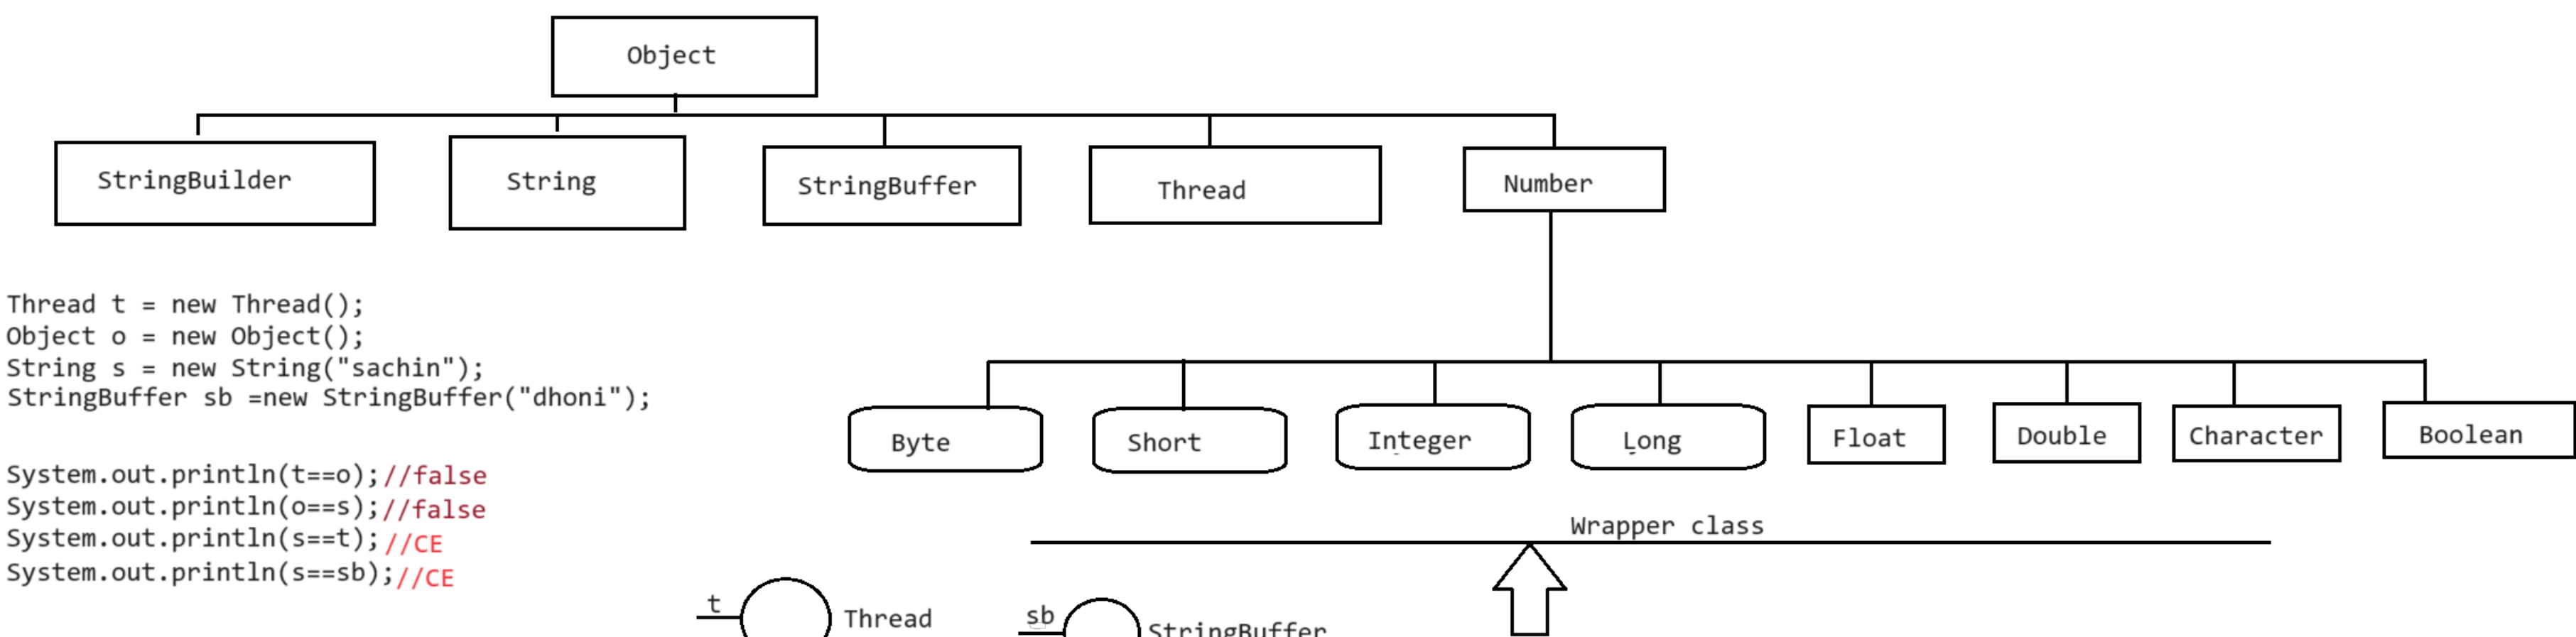 Object
StringBuilder
String
StringBuffer
Thread
Number
Thread t = new Thread();
Object o = new Object();
String s = new String("sachin");
StringBuffer sb =new StringBuffer("dhoni");
Byte
Short
Integer
Long
Float
Double
Character
Boolean
System.out.println(t==o);//false
System.out.println(o==s);//false
System.out.println(s==t);//CE
System.out.println(s==sb);//CE
Wrapper class
t
Thread
sb
StringBuffer